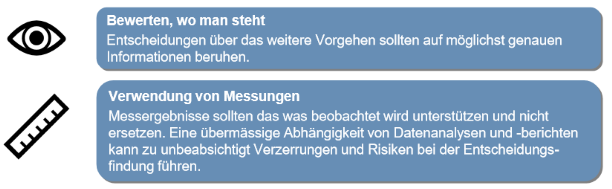 Bewerten, wo man steht
Entscheidungen über das weitere Vorgehen sollten auf möglichst genauen
Informationen beruhen.
Verwendung von Messungen
Messergebnisse sollten das was beobachtet wird unterstützen und nicht
ersetzen. Eine übermässige Abhängigkeit von Datenanalysen und -berichten
kann zu unbeabsichtigt Verzerrungen und Risiken bei der Entscheidungs-
findung führen.